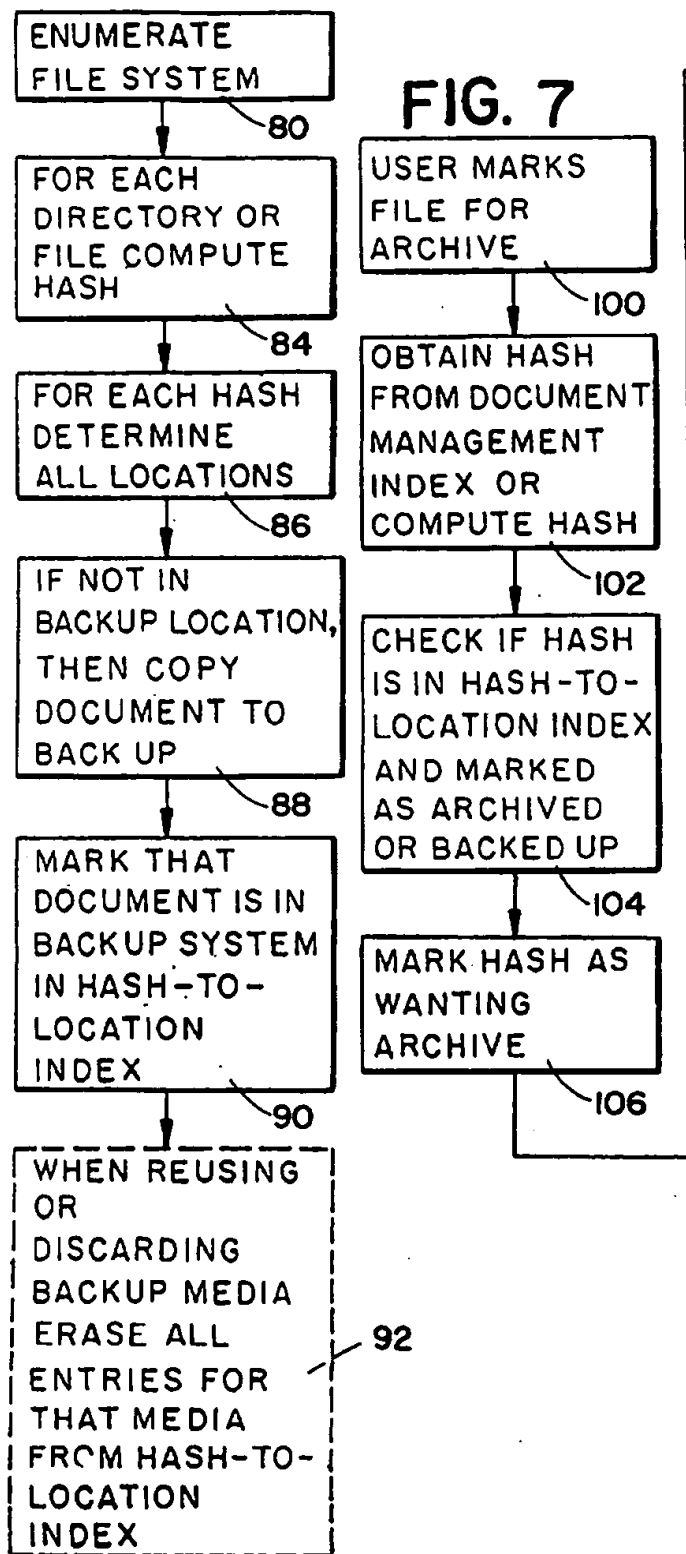 ENUMERATE
FILE SYSTEM
80
FOR EACH
DIRECTORY OR
FILE COMPUTE
HASH
84
FOR EACH HASH
DETERMINE
ALL LOCATIONS
86
IF NOT IN
BACKUP LOCATION,
THEN COPY
DOCUMENT TO
BACK UP
88
MARK THAT
DOCUMENT IS IN
BACKUP SYSTEM
IN HASH-TO-
LOCATION
INDEX
90
WHEN REUSING
OR
DISCARDING
BACKUP MEDIA
ERASE ALL
ENTRIES FOR
THAT MEDIA
FROM HASH-TO-
LOCATION
INDEX
92
FIG. 7
USER MARKS
FILE FOR
ARCHIVE
100
OBTAIN HASH
FROM DOCUMENT
MANAGEMENT
INDEX OR
COMPUTE HASH
102
CHECK IF HASH
IS IN HASH-TO-
LOCATION INDEX
AND MARKED
AS ARCHIVED
OR BACKED UP
104
MARK HASH AS
WANTING
ARCHIVE
106